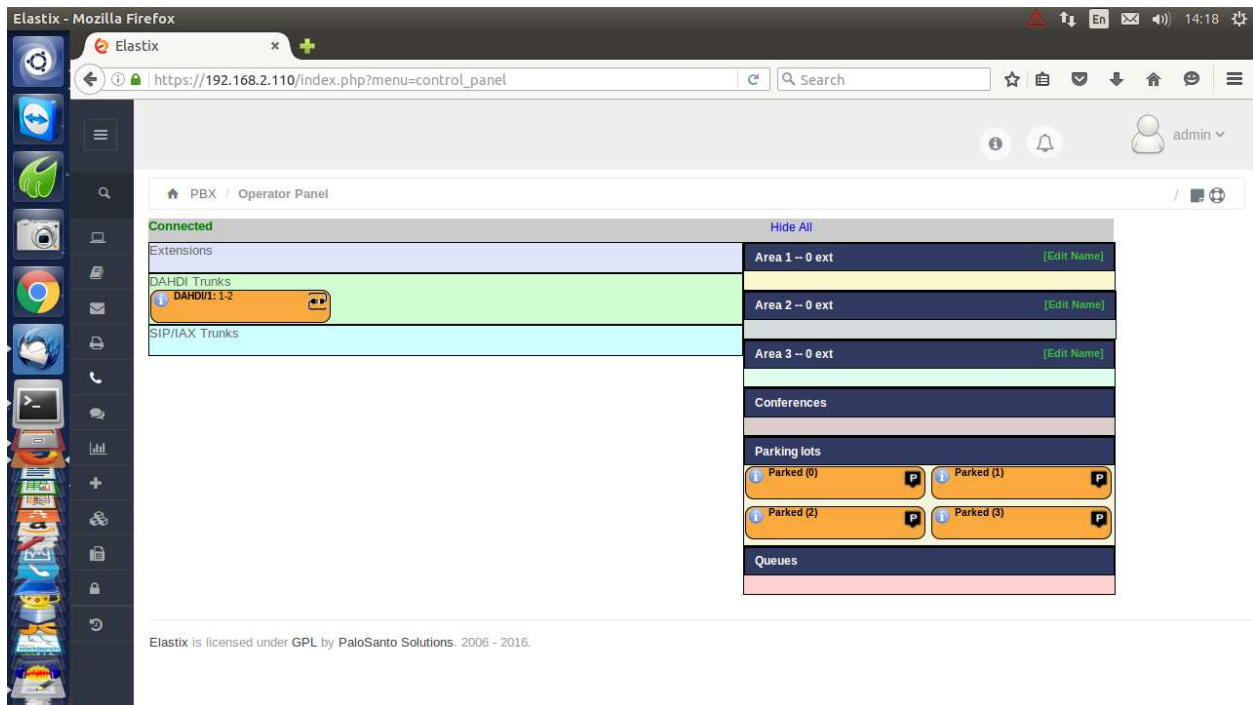 Elastix - Mozilla Firefox
En
14:18
Elastix
https://192.168.2.110/index.php?menu=control_panel
Search
admin
PBX / Operator Panel
/
Connected
Hide All
Extensions
Area 1 -- 0 ext [Edit Name]
DAHDI Trunks
DAHDI/1: 1-2
Area 2 -- 0 ext [Edit Name]
SIP/IAX Trunks
Area 3 -- 0 ext [Edit Name]
Conferences
Parking lots
Parked (0) P
Parked (1) P
Parked (2) P
Parked (3) P
Queues
Elastix is licensed under GPL by PaloSanto Solutions. 2006 - 2016.